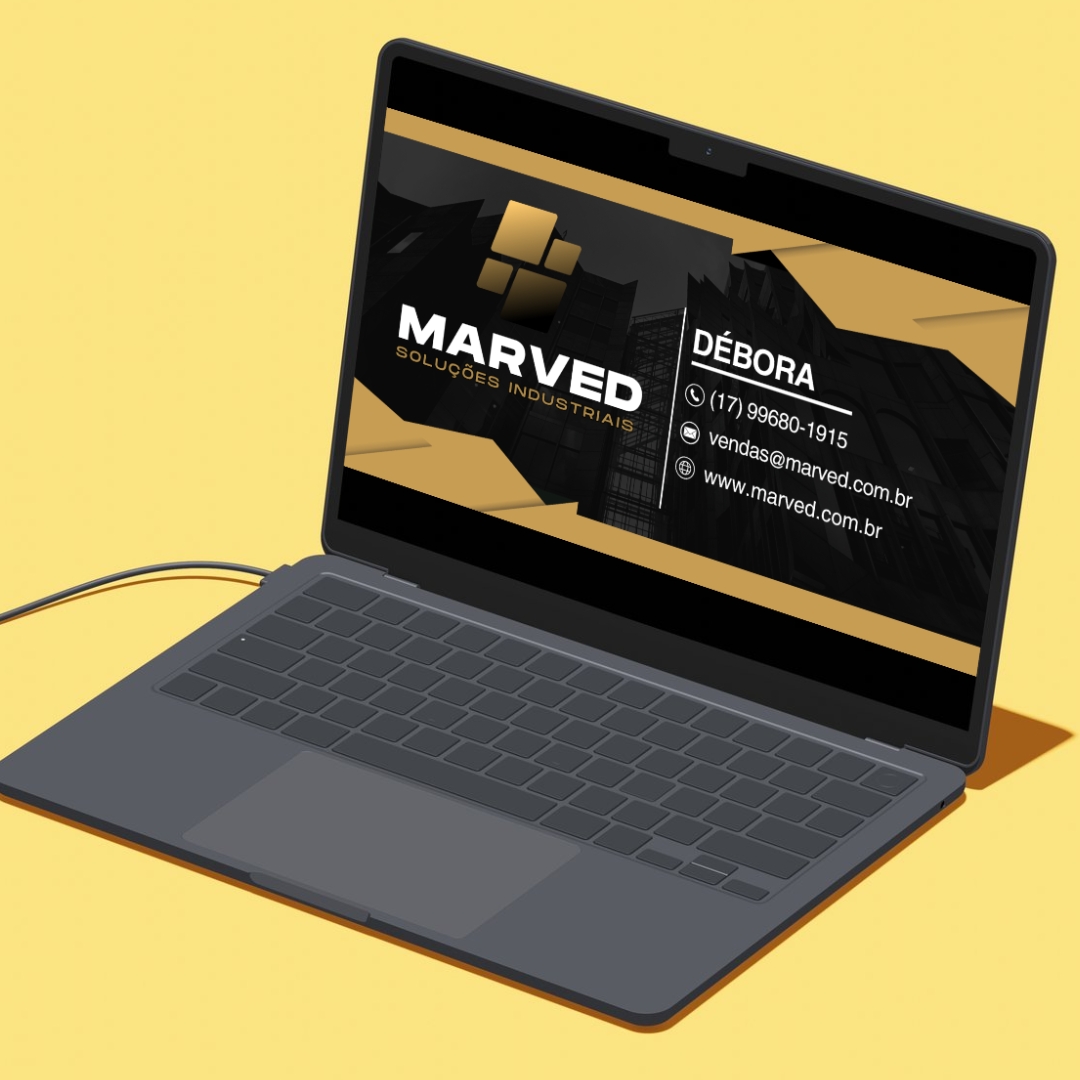 MARVED
SOLUÇÕES INDUSTRIAIS
DÉBORA
(17) 99680-1915
vendas@marved.com.br
www.marved.com.br